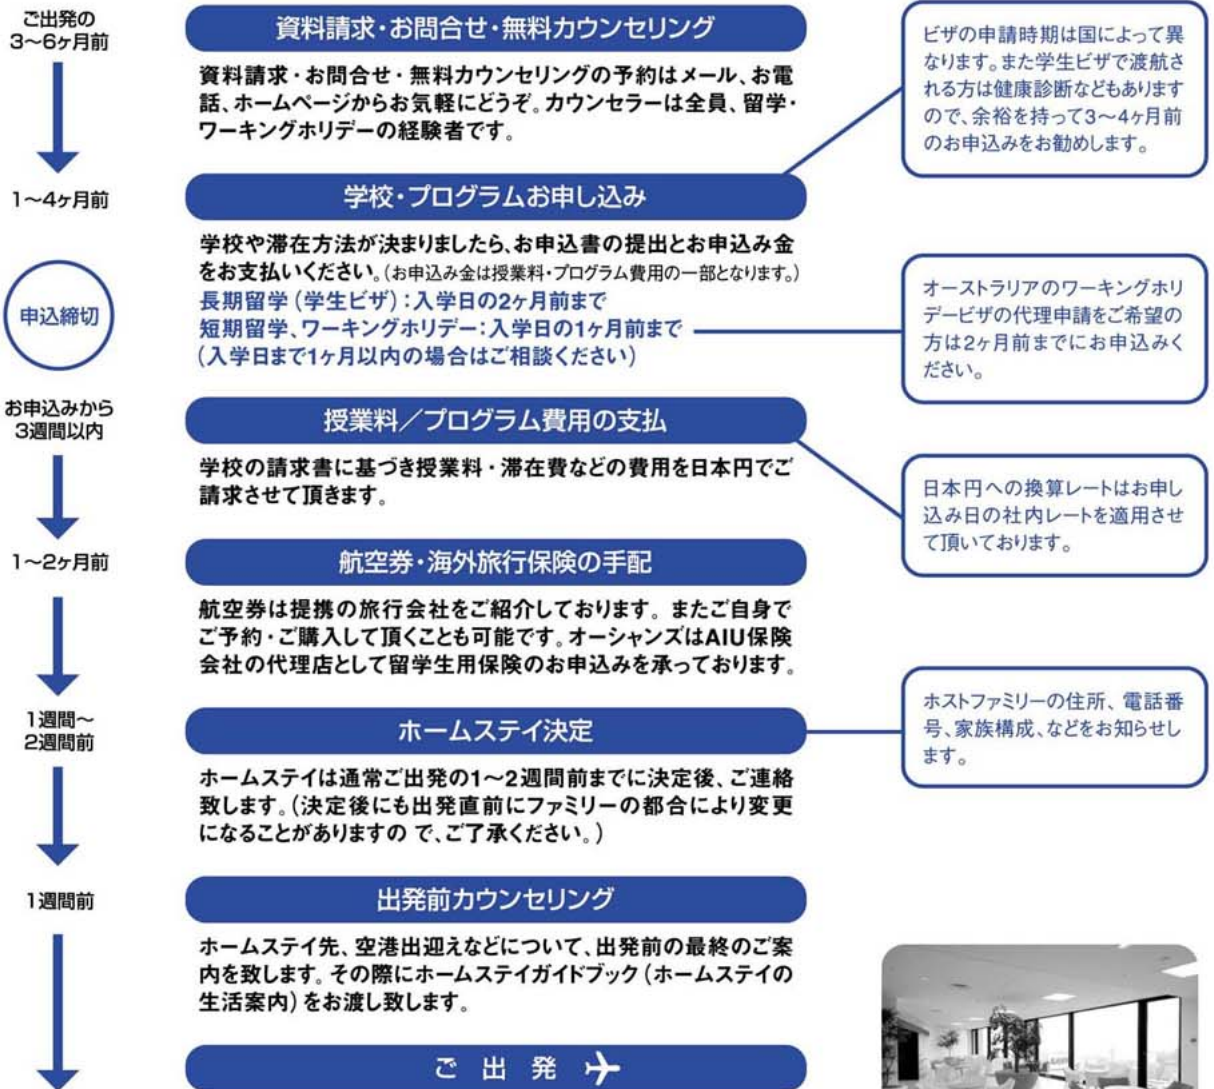 ご出発の
3〜6ヶ月前
資料請求・お問合せ・無料カウンセリング
資料請求・お問合せ・無料カウンセリングの予約はメール、お電
話、ホームページからお気軽にどうぞ。カウンセラーは全員、留学・
ワーキングホリデーの経験者です。
ビザの申請時期は国によって異
なります。また学生ビザで渡航さ
れる方は健康診断などもあります
ので、余裕を持って3〜4ヶ月前
のお申込みをお勧めします。
1〜4ヶ月前
学校・プログラムお申し込み
学校や滞在方法が決まりましたら、お申込書の提出とお申込み金
をお支払いください。(お申込み金は授業料・プログラム費用の一部となります。)
長期留学(学生ビザ):入学日の2ヶ月前まで
短期留学、ワーキングホリデー:入学日の1ヶ月前まで
(入学日まで1ヶ月以内の場合はご相談ください)
申込締切
オーストラリアのワーキングホリ
デービザの代理申請をご希望の
方は2ヶ月前までにお申込みく
ださい。
お申込みから
3週間以内
授業料/プログラム費用の支払
学校の請求書に基づき授業料・滞在費などの費用を日本円でご
請求させて頂きます。
日本円への換算レートはお申し
込み日の社内レートを適用させ
て頂いております。
1〜2ヶ月前
航空券・海外旅行保険の手配
航空券は提携の旅行会社をご紹介しております。またご自身で
ご予約・ご購入して頂くことも可能です。オーシャンズはAIU保険
会社の代理店として留学生用保険のお申込みを承っております。
1週間〜
2週間前
ホームステイ決定
ホームステイは通常ご出発の1〜2週間前までに決定後、ご連絡
致します。(決定後にも出発直前にファミリーの都合により変更
になることがありますの で、ご了承ください。)
ホストファミリーの住所、電話番
号、家族構成、などをお知らせし
ます。
1週間前
出発前カウンセリング
ホームステイ先、空港出迎えなどについて、出発前の最終のご案
内を致します。その際にホームステイガイドブック(ホームステイの
生活案内)をお渡し致します。
ご 出 発